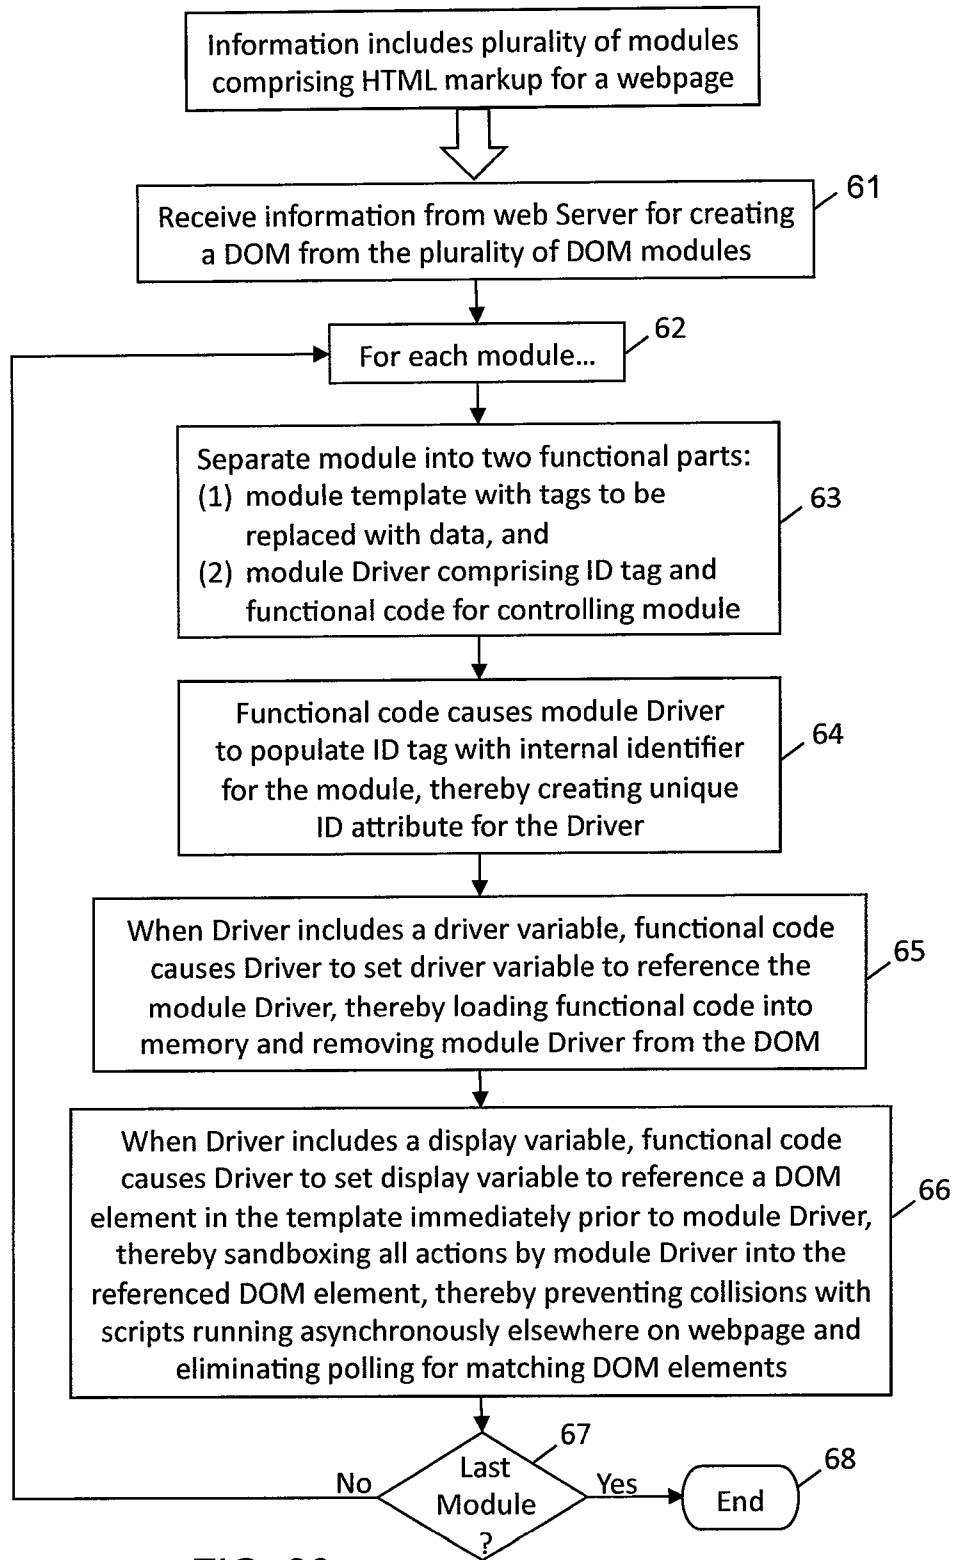 Information includes plurality of modules
comprising HTML markup for a webpage
61
Receive information from web Server for creating
a DOM from the plurality of DOM modules
62
For each module...
Separate module into two functional parts:
(1) module template with tags to be
replaced with data, and
(2) module Driver comprising ID tag and
functional code for controlling module
63
Functional code causes module Driver
to populate ID tag with internal identifier
for the module, thereby creating unique
ID attribute for the Driver
64
When Driver includes a driver variable, functional code
causes Driver to set driver variable to reference the
module Driver, thereby loading functional code into
memory and removing module Driver from the DOM
65
When Driver includes a display variable, functional code
causes Driver to set display variable to reference a DOM
element in the template immediately prior to module Driver,
thereby sandboxing all actions by module Driver into the
referenced DOM element, thereby preventing collisions with
scripts running asynchronously elsewhere on webpage and
eliminating polling for matching DOM elements
66
67
Last
Module
?
No
Yes
End
68